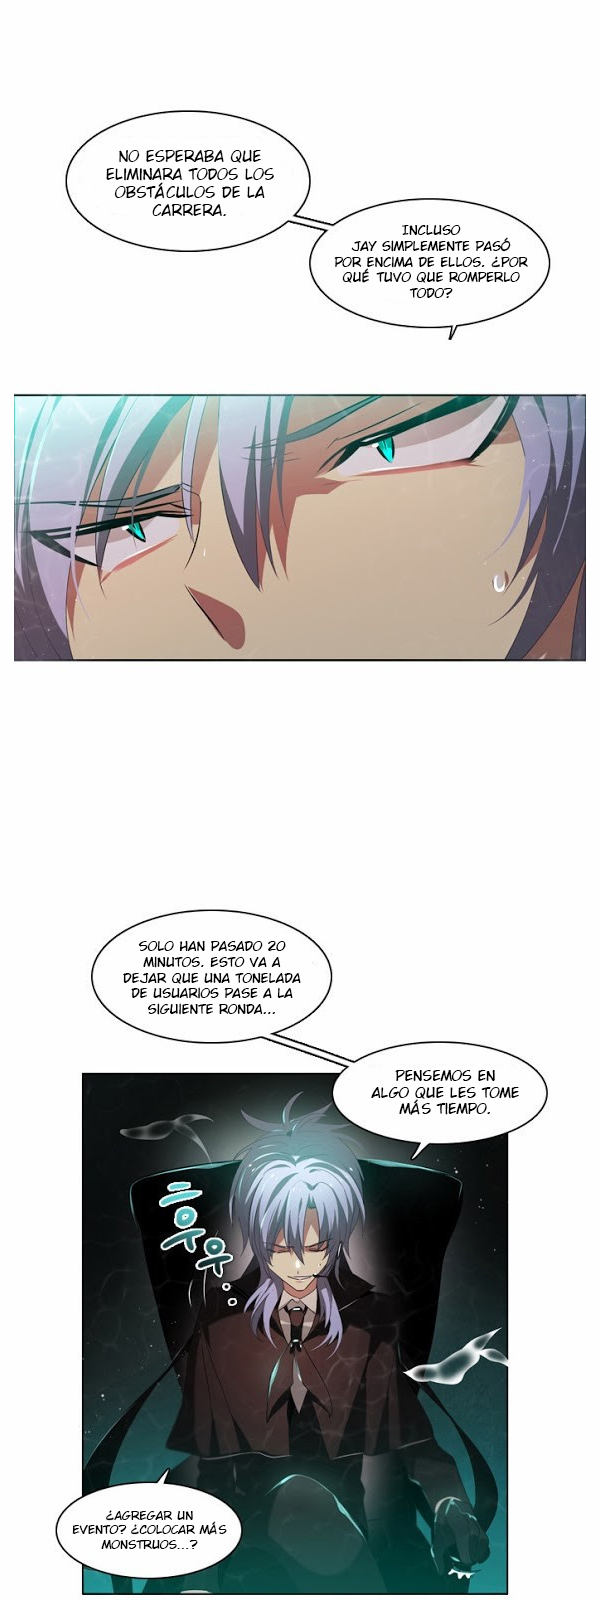 NO ESPERABA QUE
ELIMINARA TODOS LOS
OBSTÁCULOS DE LA
CARRERA.
INCLUSO
JAY SIMPLEMENTE PASÓ
POR ENCIMA DE ELLOS. ¿POR
QUÉ TUVO QUE ROMPERLO
TODO?
SOLO HAN PASADO 20
MINUTOS. ESTO VA A
DEJAR QUE UNA TONELADA
DE USUARIOS PASE A LA
SIGUIENTE RONDA...
PENSEMOS EN
ALGO QUE LES TOME
MÁS TIEMPO.
흐우우...
¿AGREGAR UN
EVENTO? ¿COLOCAR MÁS
MONSTRUOS...?